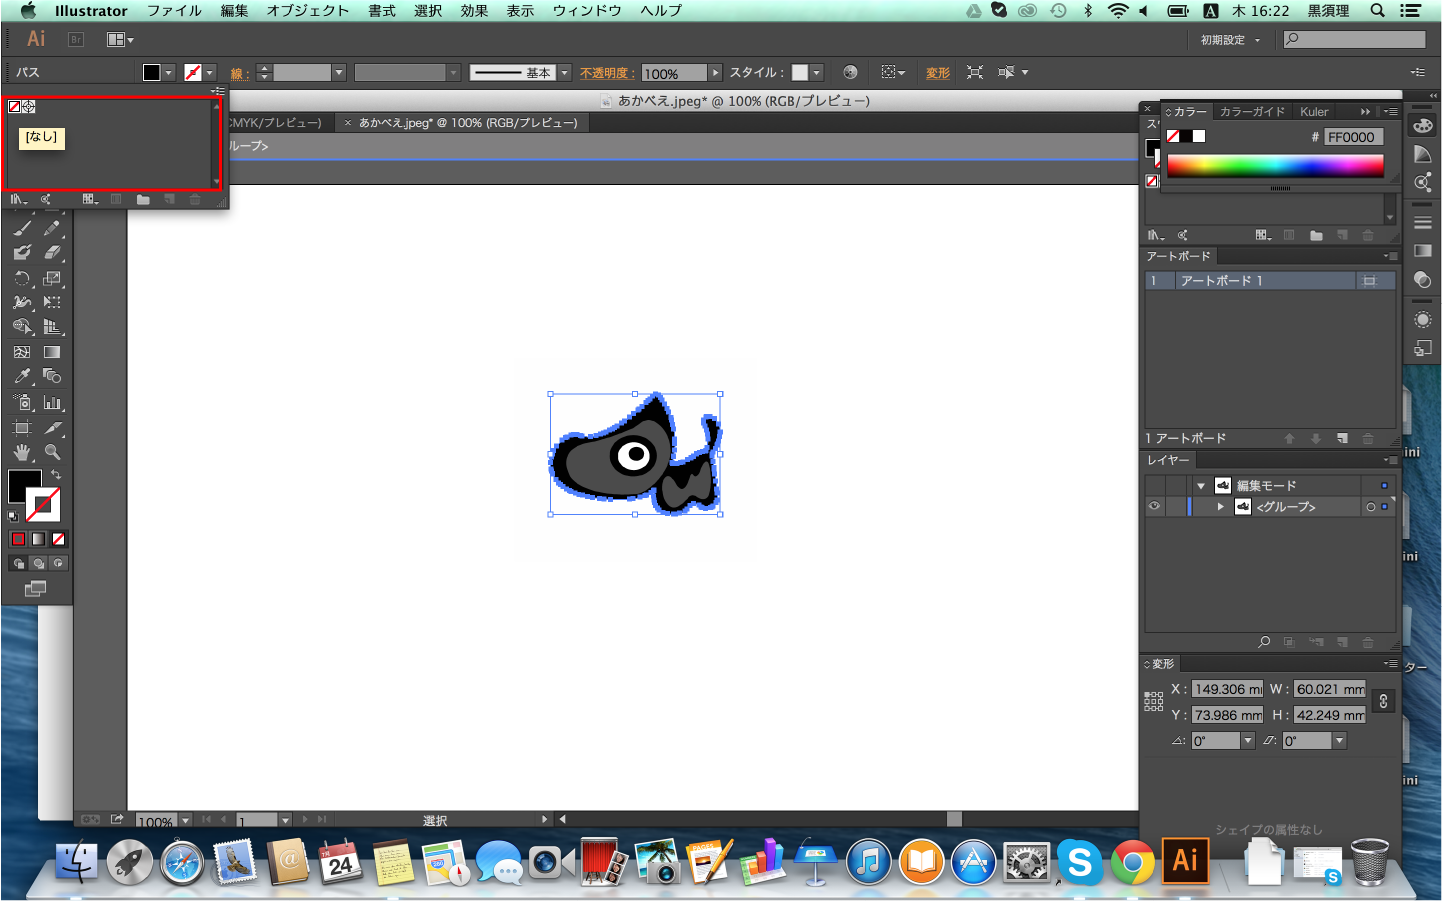 Illustrator ファイル 編集 オブジェクト 書式 選択 効果 表示 ウィンドウ ヘルプ
A 木 16:22 黒須理
Ai Br
初期設定
パス
線 :
基本
不透明度 : 100%
スタイル :
変形
あかべえ.jpeg* @ 100% (RGB/プレビュー)
CMYK/プレビュー)
× あかべえ.jpeg* @ 100% (RGB/プレビュー)
ループ>
[なし]
カラー カラーガイド Kuler
# FF0000
アートボード
1 アートボード 1
1 アートボード
レイヤー
編集モード
<グループ>
変形
X : 149.306 W : 60.021 mm
Y : 73.986 mm H : 42.249 mm
0° 0°
シェイプの属性なし
100% 1 選択
ini
ini
ター
ini
24
@
280
PAGES
S
Ai
S